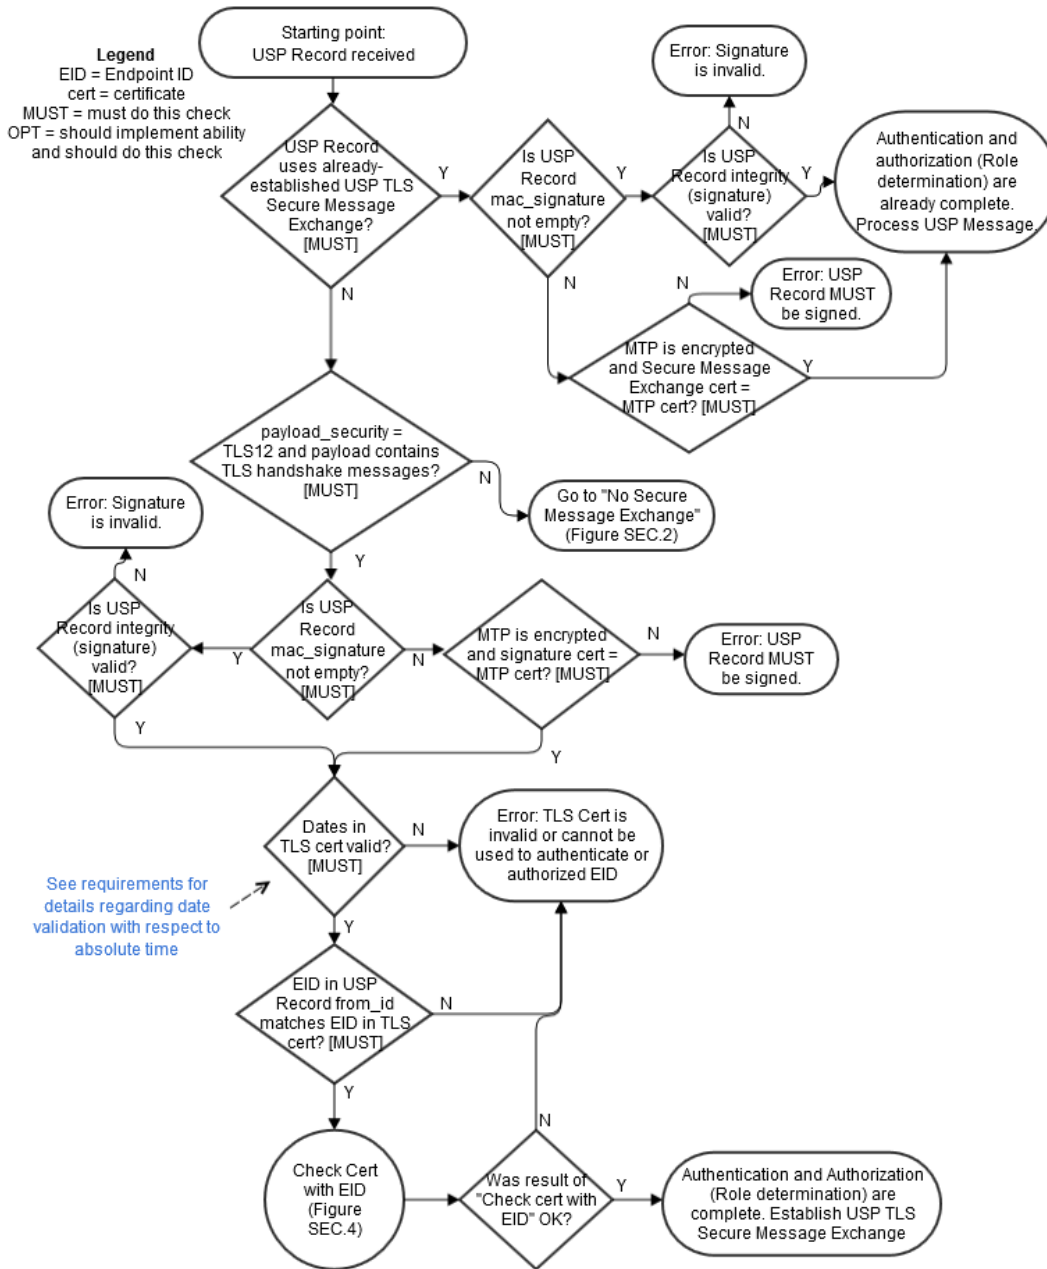 Starting point:
USP Record received
Legend
EID = Endpoint ID
cert = certificate
MUST = must do this check
OPT = should implement ability
and should do this check
Error: Signature
is invalid.
N
USP Record
uses already-
established USP TLS
Secure Message
Exchange?
[MUST]
Y
Is USP
Record
mac_signature
not empty?
[MUST]
Y
Is USP
Record integrity
(signature)
valid?
[MUST]
Y
Authentication and
authorization (Role
determination) are
already complete.
Process USP Message.
N
N
N
Error: USP
Record MUST
be signed.
MTP is encrypted
and Secure Message
Exchange cert =
MTP cert? [MUST]
Y
payload_security =
TLS12 and payload contains
TLS handshake messages?
[MUST]
N
Go to "No Secure
Message Exchange"
(Figure SEC.2)
Y
Error: Signature
is invalid.
N
Is USP
Record integrity
(signature)
valid?
[MUST]
Y
Is USP
Record
mac_signature
not empty?
[MUST]
N
MTP is encrypted
and signature cert =
MTP cert? [MUST]
N
Error: USP
Record MUST
be signed.
Y
Y
Dates in
TLS cert valid?
[MUST]
N
Error: TLS Cert is
invalid or cannot be
used to authenticate or
authorized EID
See requirements for
details regarding date
validation with respect to
absolute time
Y
EID in USP
Record from_id
matches EID in TLS
cert? [MUST]
N
Y
N
Check Cert
with EID
(Figure
SEC.4)
Was result of
"Check cert with
EID" OK?
Y
Authentication and Authorization
(Role determination) are
complete. Establish USP TLS
Secure Message Exchange